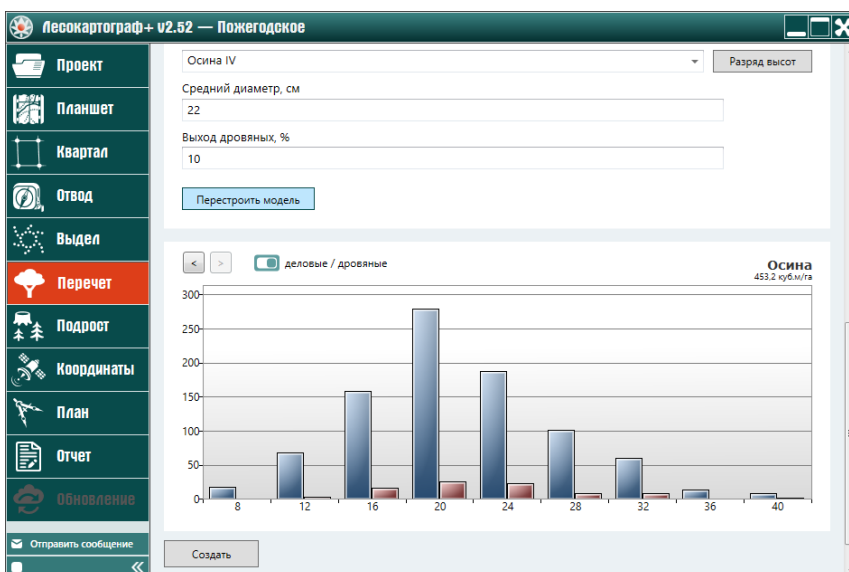 Лесокартограф+ v2.52 — Пожегодское
Проект
Планшет
Квартал
Отвод
Выдел
Перечет
Подрост
Координаты
План
Отчет
Обновление
Отправить сообщение
Осина IV
Разряд высот
Средний диаметр, см
22
Выход дровяных, %
10
Перестроить модель
< > деловые / дровяные
Осина
453,2 куб.м/га
300
250
200
150
100
50
0
8 12 16 20 24 28 32 36 40
Создать